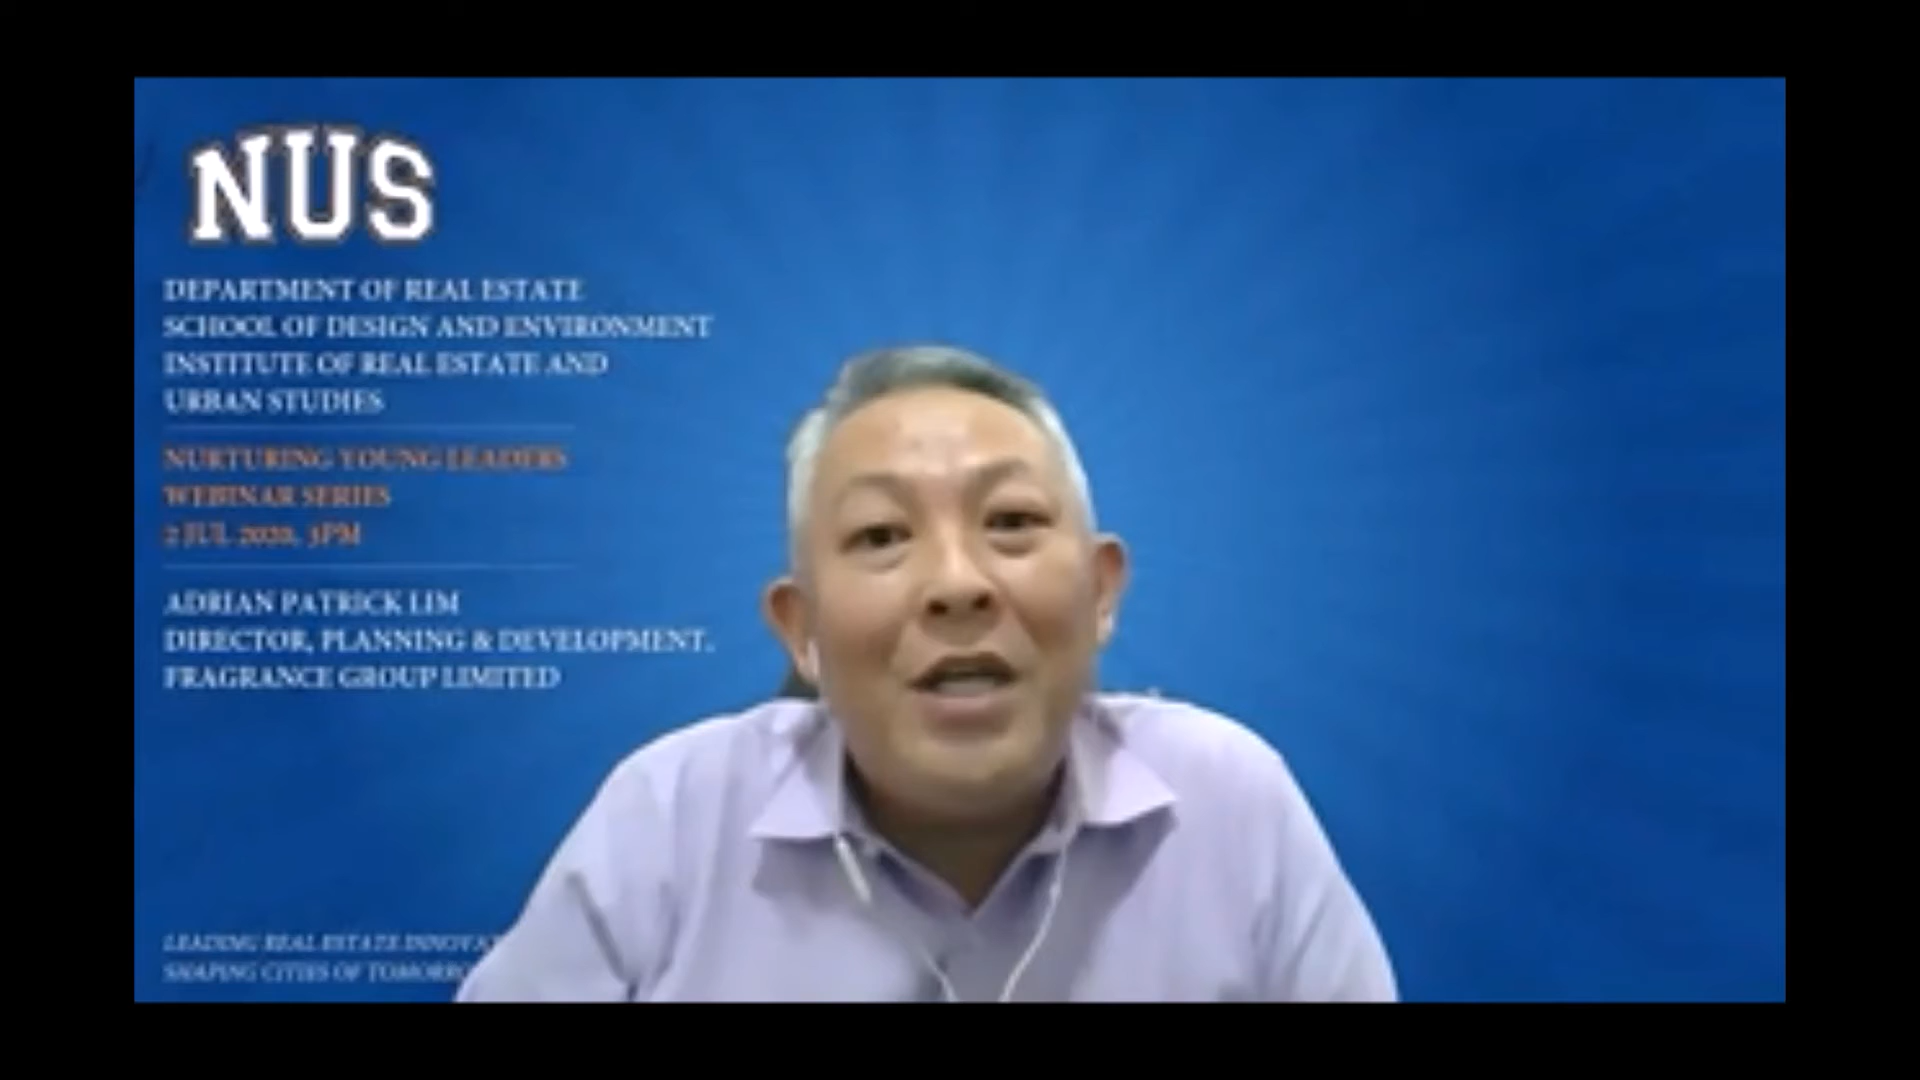 NUS
DEPARTMENT OF REAL ESTATE
SCHOOL OF DESIGN AND ENVIRONMENT
INSTITUTE OF REAL ESTATE AND
URBAN STUDIES
NURTURING YOUNG LEADERS
WEBINAR SERIES
2 JUL 2020, 3PM
ADRIAN PATRICK LIM
DIRECTOR, PLANNING & DEVELOPMENT,
FRAGRANCE GROUP LIMITED
LEADING REAL ESTATE
SHAPING CITIES OF